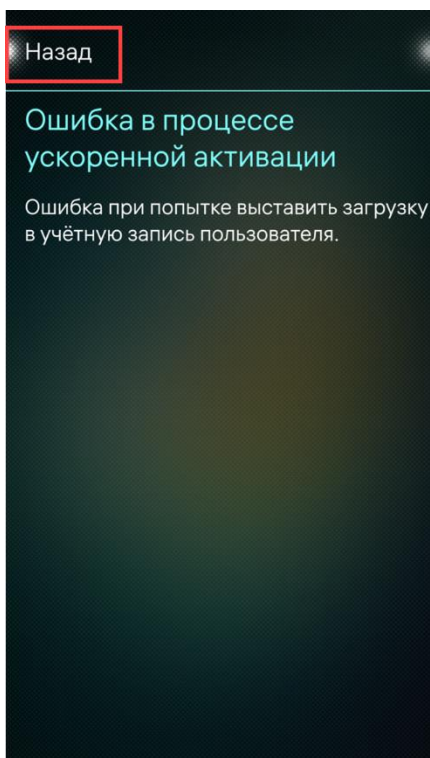 Назад
Ошибка в процессе
ускоренной активации
Ошибка при попытке выставить загрузку
в учётную запись пользователя.